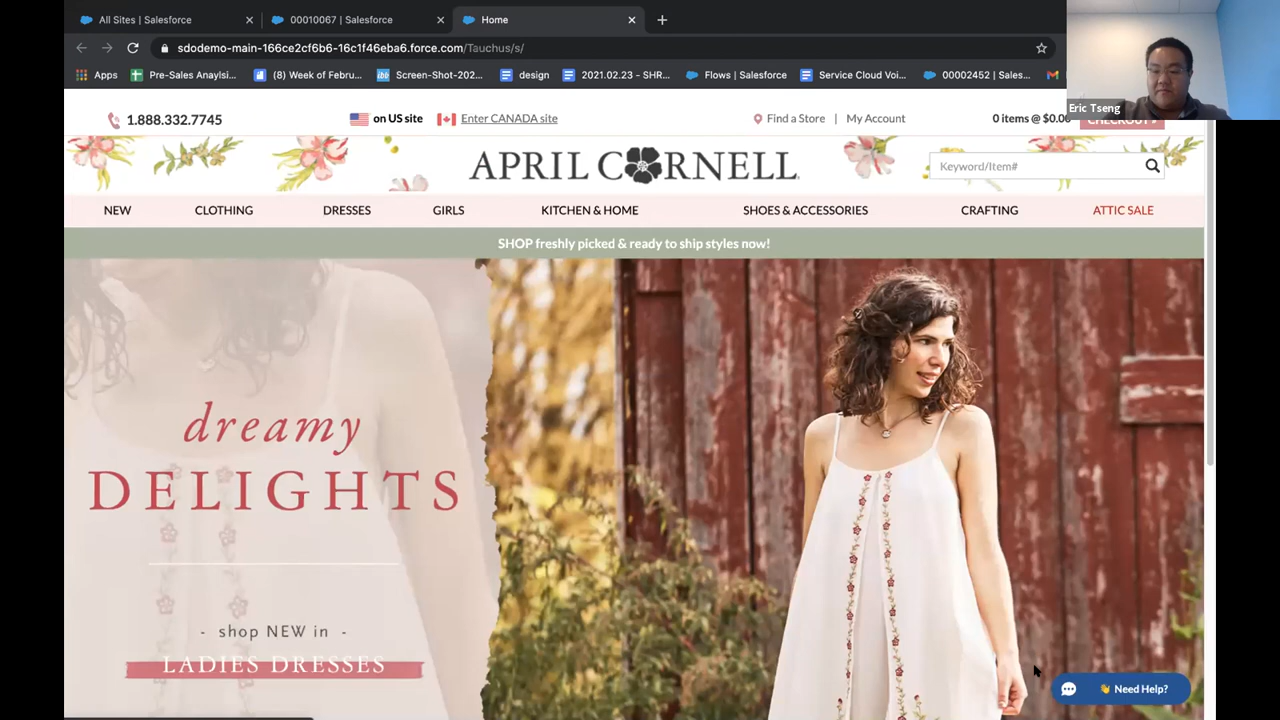 All Sites | Salesforce
00010067 | Salesforce
Home
sdodemo-main-166ce2cf6b6-16c1f46eba6.force.com/Tauchus/s/
Apps
Pre-Sales Anaylsi...
(8) Week of Febru...
Screen-Shot-202...
design
2021.02.23 - SHR...
Flows | Salesforce
Service Cloud Voi...
00002452 | Sales...
Eric Tseng
1.888.332.7745
on US site
Enter CANADA site
Find a Store | My Account
0 items @ $0.00
CHECKOUT
APRIL CORNELL
Keyword/Item#
NEW
CLOTHING
DRESSES
GIRLS
KITCHEN & HOME
SHOES & ACCESSORIES
CRAFTING
ATTIC SALE
SHOP freshly picked & ready to ship styles now!
dreamy
DELIGHTS
- shop NEW in -
LADIES DRESSES
👋 Need Help?